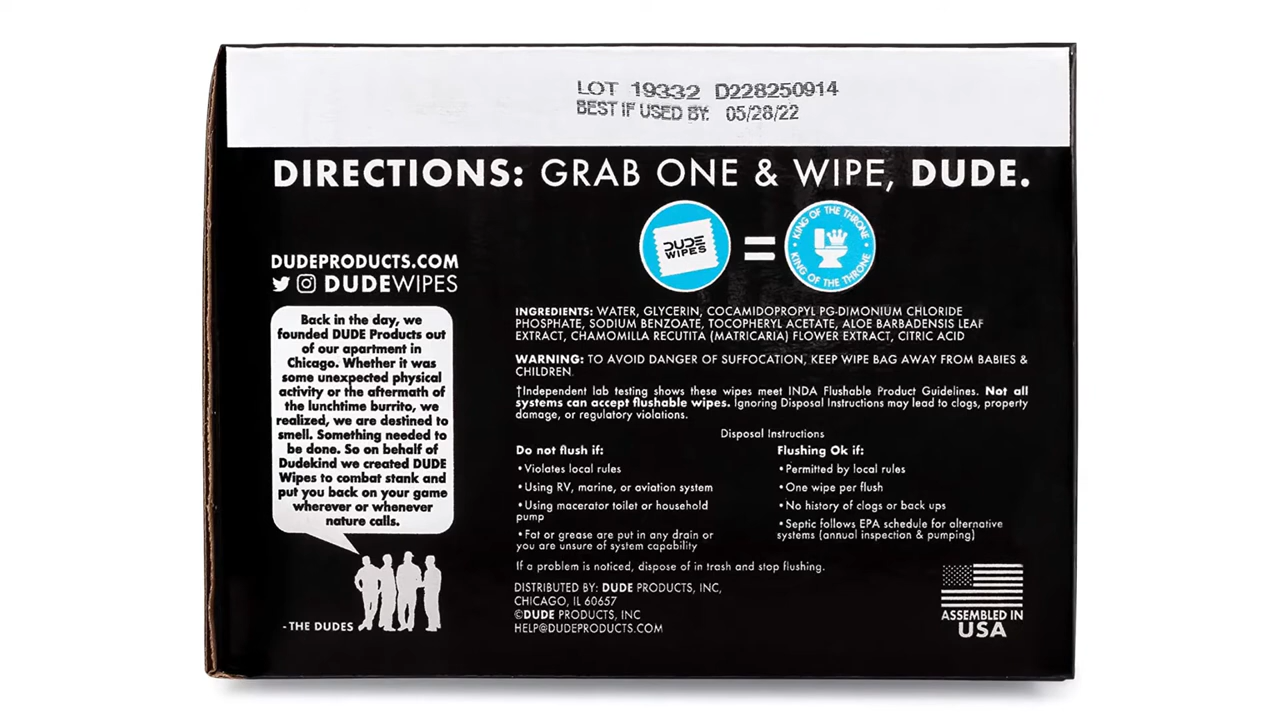 LOT 19332 D228250914
BEST IF USED BY: 05/28/22
DIRECTIONS: GRAB ONE & WIPE, DUDE.
DUDE
WIPES
=
KING OF THE THRONE
KING OF THE THRONE
DUDEPRODUCTS.COM
DUDEWIPES
Back in the day, we
founded DUDE Products out
of our apartment in
Chicago. Whether it was
some unexpected physical
activity or the aftermath of
the lunchtime burrito, we
realized, we are destined to
smell. Something needed to
be done. So on behalf of
Dudekind we created DUDE
Wipes to combat stank and
put you back on your game
wherever or whenever
nature calls.
- THE DUDES
INGREDIENTS: WATER, GLYCERIN, COCAMIDOPROPYL PG-DIMONIUM CHLORIDE
PHOSPHATE, SODIUM BENZOATE, TOCOPHERYL ACETATE, ALOE BARBADENSIS LEAF
EXTRACT, CHAMOMILLA RECUTITA (MATRICARIA) FLOWER EXTRACT, CITRIC ACID
WARNING: TO AVOID DANGER OF SUFFOCATION, KEEP WIPE BAG AWAY FROM BABIES &
CHILDREN.
†Independent lab testing shows these wipes meet INDA Flushable Product Guidelines. Not all
systems can accept flushable wipes. Ignoring Disposal Instructions may lead to clogs, property
damage, or regulatory violations.
Disposal Instructions
Do not flush if:
• Violates local rules
• Using RV, marine, or aviation system
• Using macerator toilet or household
pump
• Fat or grease are put in any drain or
you are unsure of system capability
Flushing Ok if:
• Permitted by local rules
• One wipe per flush
• No history of clogs or back ups
• Septic follows EPA schedule for alternative
systems (annual inspection & pumping)
If a problem is noticed, dispose of in trash and stop flushing.
DISTRIBUTED BY: DUDE PRODUCTS, INC,
CHICAGO, IL 60657
©DUDE PRODUCTS, INC
HELP@DUDEPRODUCTS.COM
ASSEMBLED IN
USA